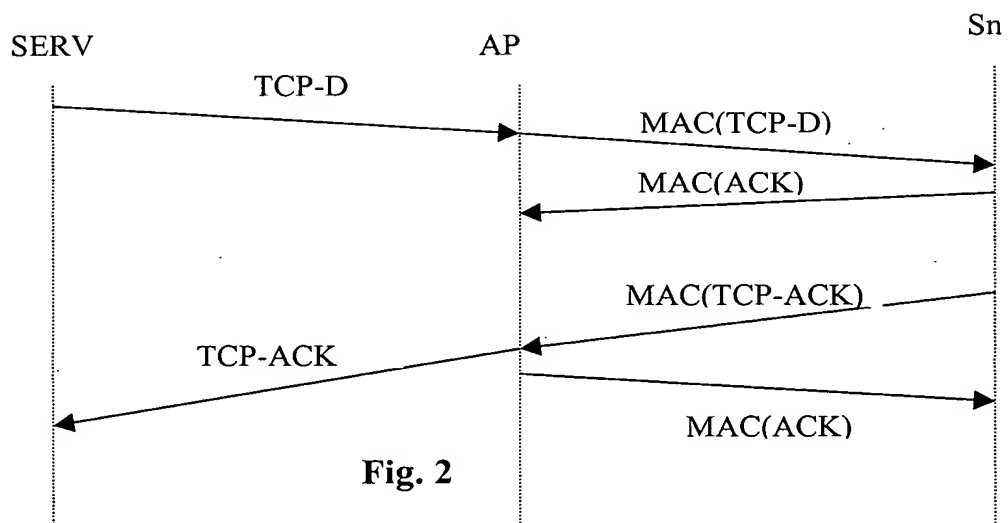 SERV
AP
Sn
TCP-D
MAC(TCP-D)
MAC(ACK)
MAC(TCP-ACK)
TCP-ACK
MAC(ACK)
Fig. 2